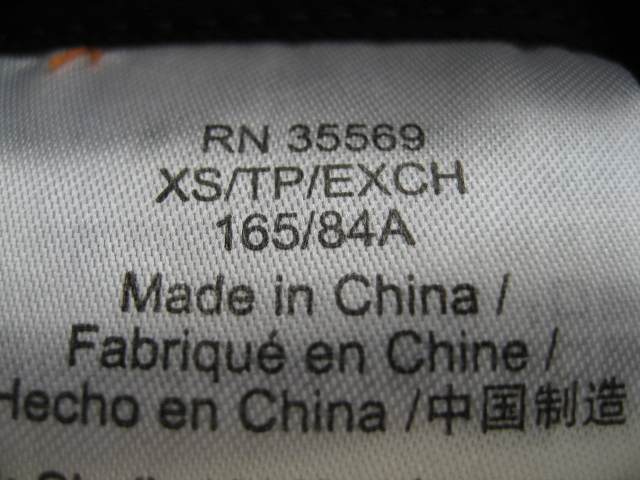 RN 35569
XS/TP/EXCH
165/84A
Made in China /
Fabriqué en Chine /
Hecho en China /中国制造